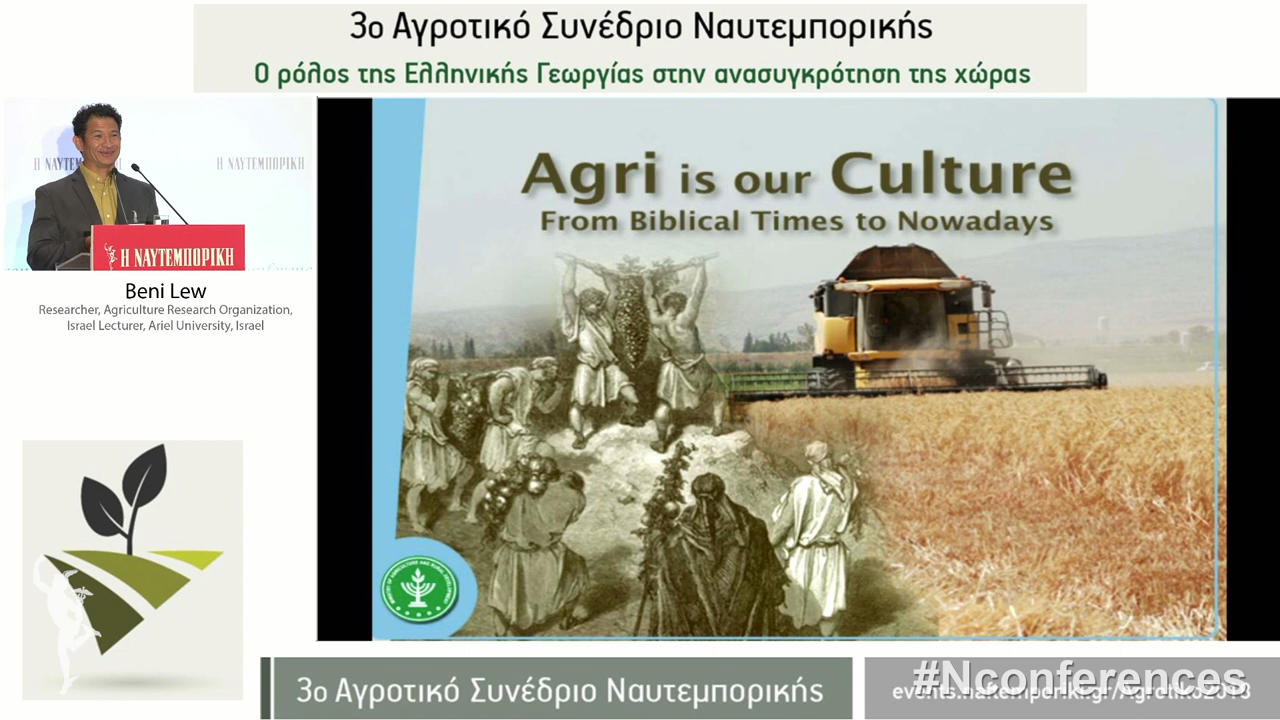 3ο Αγροτικό Συνέδριο Ναυτεμπορικής
Ο ρόλος της Ελληνικής Γεωργίας στην ανασυγκρότηση της χώρας
Η ΝΑΥΤΕΜΠΟΡΙΚΗ
Η ΝΑΥΤΕΜΠΟΡΙΚΗ
Beni Lew
Researcher, Agriculture Research Organization,
Israel Lecturer, Ariel University, Israel
Agri is our Culture
From Biblical Times to Nowadays
3ο Αγροτικό Συνέδριο Ναυτεμπορικής
#Nconferences